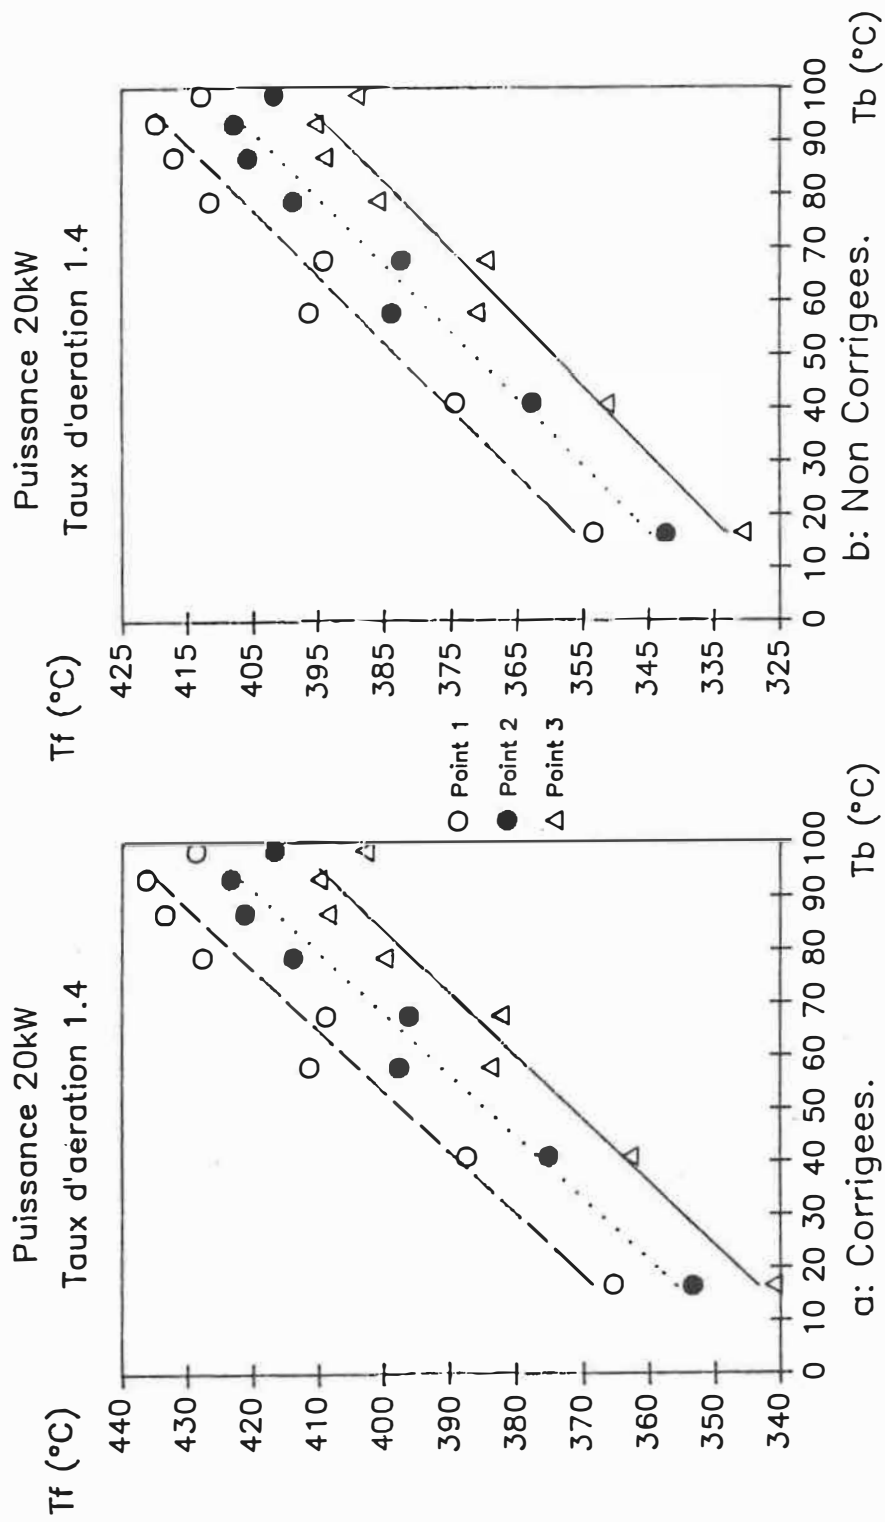 Puissance 20kW
Taux d'aeration 1.4
Tf (°C)
440
430
420
410
400
390
380
370
360
350
340
0 10 20 30 40 50 60 70 80 90 100
Tb (°C)
a: Corrigees.
Point 1
Point 2
Point 3
Puissance 20kW
Taux d'aeration 1.4
Tf (°C)
425
415
405
395
385
375
365
355
345
335
325
0 10 20 30 40 50 60 70 80 90 100
Tb (°C)
b: Non Corrigees.